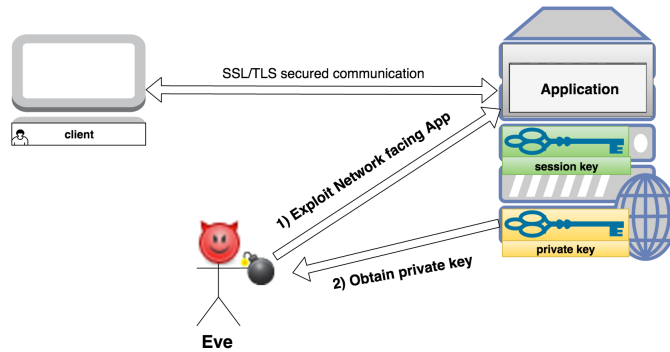 SSL/TLS secured communication
Application
client
session key
1) Exploit Network facing App
private key
2) Obtain private key
Eve